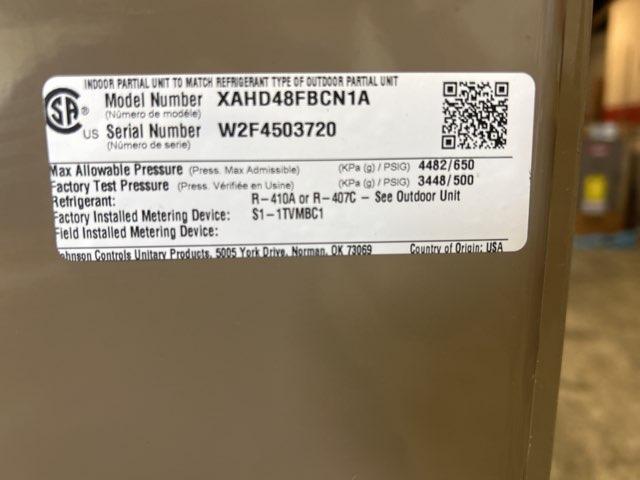 INDOOR PARTIAL UNIT TO MATCH REFRIGERANT TYPE OF OUTDOOR PARTIAL UNIT
SA ® US
Model Number XAHD48FBCN1A
(Número de modéle)
Serial Number W2F4503720
(Número de serie)
Max Allowable Pressure (Press. Max Admissible) (KPa (g) / PSIG) 4482/650
Factory Test Pressure (Press. Vérifiée en Usine) (KPa (g) / PSIG) 3448/500
Refrigerant: R-410A or R-407C - See Outdoor Unit
Factory Installed Metering Device: S1-1TVMBC1
Field Installed Metering Device:
ohnson Controls Unitary Products, 5005 York Drive, Norman, OK 73069 Country of Origin: USA